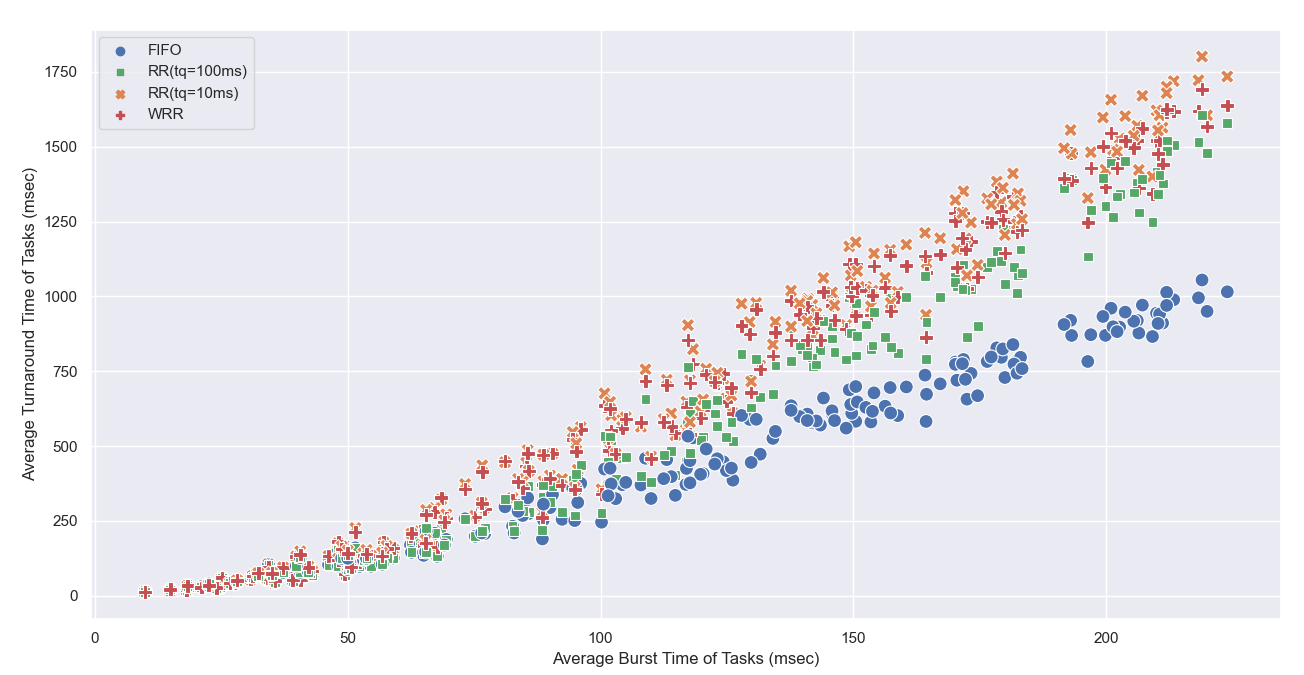 FIFO
RR(tq=100ms)
RR(tq=10ms)
WRR
Average Turnaround Time of Tasks (msec)
1750
1500
1250
1000
750
500
250
0
0 50 100 150 200
Average Burst Time of Tasks (msec)